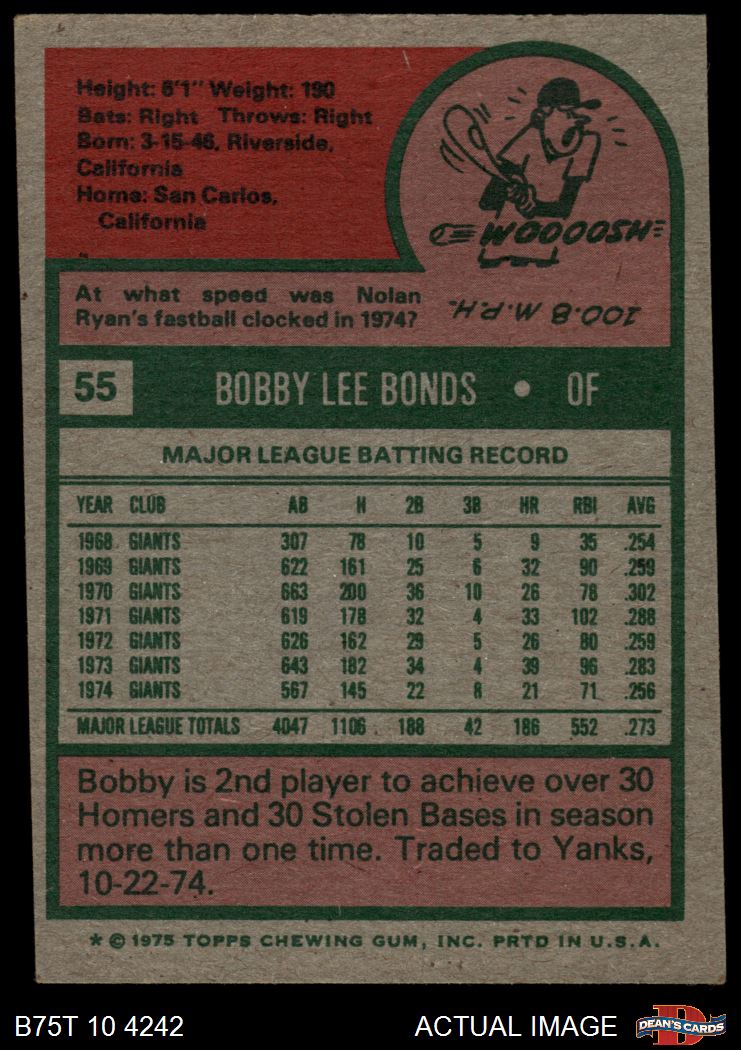 Height: 6'1" Weight: 190
Bats: Right Throws: Right
Born: 3-15-46, Riverside,
California
Home: San Carlos,
California
WOOOOSH
At what speed was Nolan
Ryan's fastball clocked in 1974?
100.8 M.P.H.
55 BOBBY LEE BONDS • OF
MAJOR LEAGUE BATTING RECORD
YEAR CLUB AB H 2B 3B HR RBI AVG
1968 GIANTS 307 78 10 5 9 35 .254
1969 GIANTS 622 161 25 6 32 90 .259
1970 GIANTS 663 200 36 10 26 78 .302
1971 GIANTS 619 178 32 4 33 102 .288
1972 GIANTS 626 162 29 5 26 80 .259
1973 GIANTS 643 182 34 4 39 96 .283
1974 GIANTS 567 145 22 8 21 71 .256
MAJOR LEAGUE TOTALS 4047 1106 188 42 186 552 .273
Bobby is 2nd player to achieve over 30
Homers and 30 Stolen Bases in season
more than one time. Traded to Yanks,
10-22-74.
* © 1975 TOPPS CHEWING GUM, INC. PRTD IN U.S.A.
B75T 10 4242 ACTUAL IMAGE DEAN'S CARDS